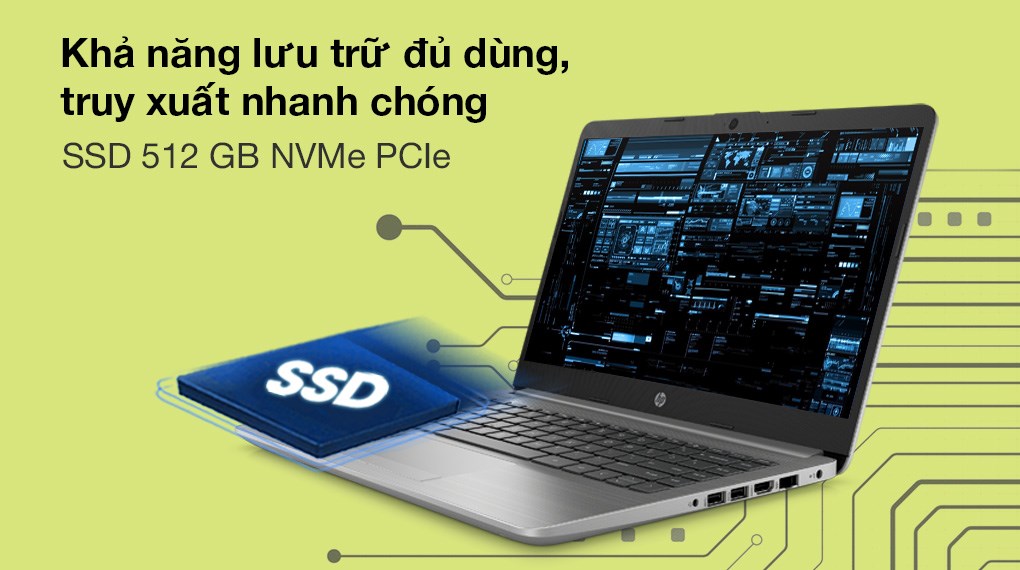 Khả năng lưu trữ đủ dùng,
truy xuất nhanh chóng
SSD 512 GB NVMe PCIe
SSD
hp